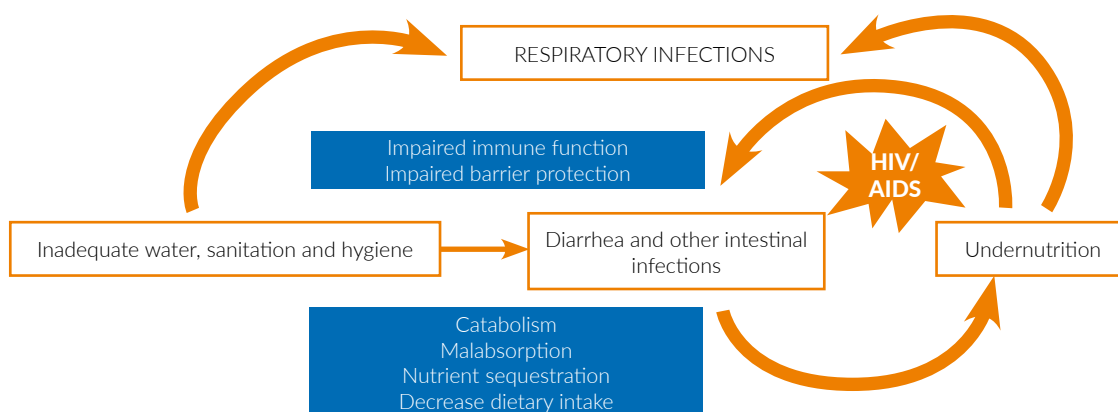 RESPIRATORY INFECTIONS
Impaired immune function
Impaired barrier protection
HIV/
AIDS
Inadequate water, sanitation and hygiene
Diarrhea and other intestinal
infections
Undernutrition
Catabolism
Malabsorption
Nutrient sequestration
Decrease dietary intake